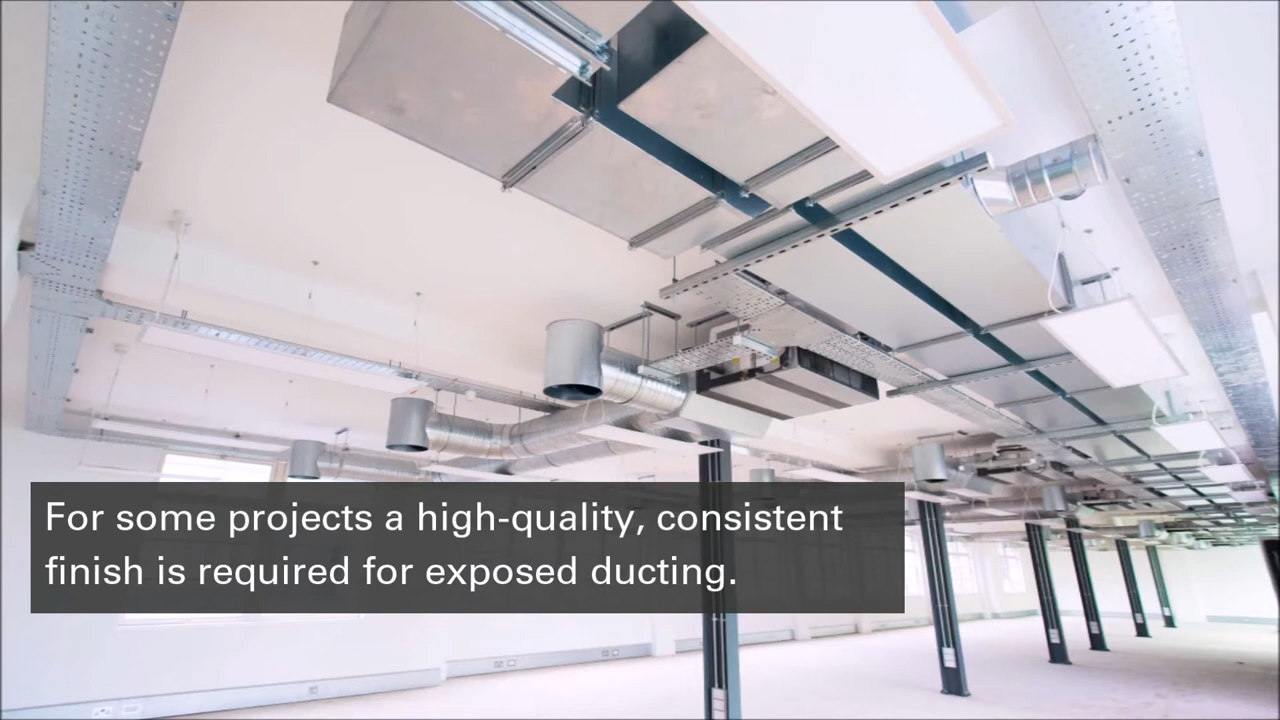 For some projects a high-quality, consistent
finish is required for exposed ducting.